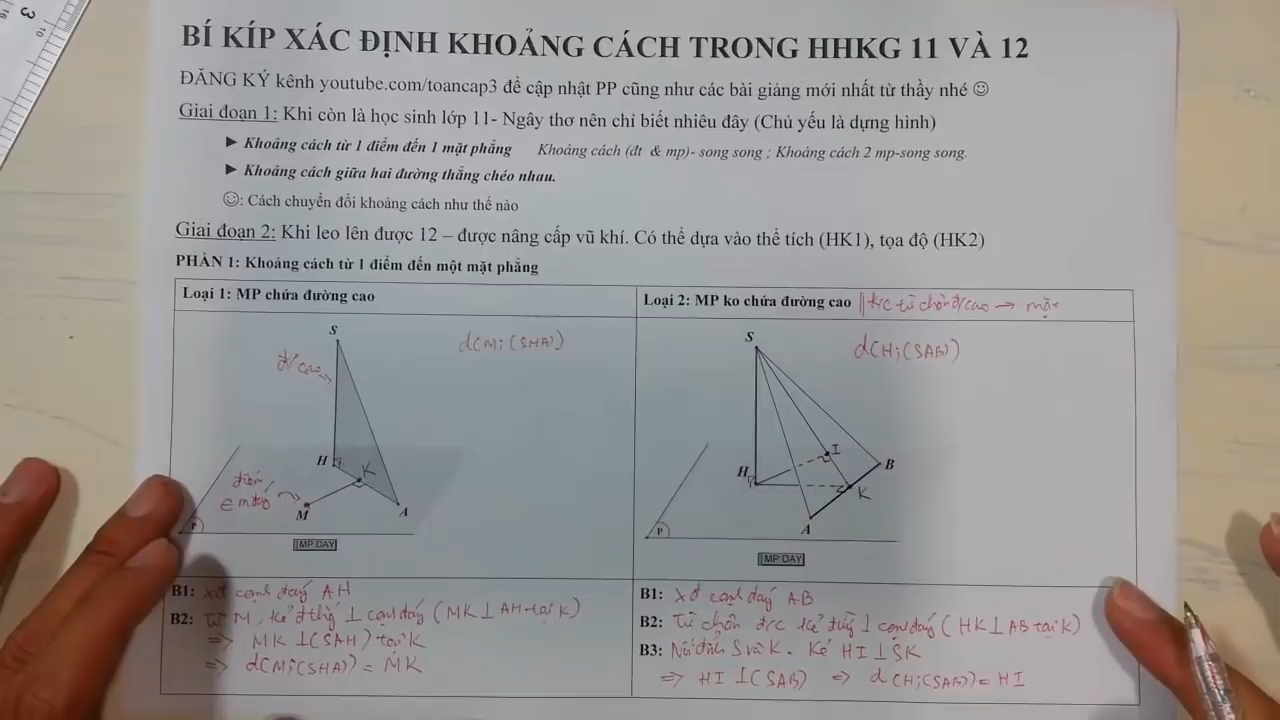 BÍ KÍP XÁC ĐỊNH KHOẢNG CÁCH TRONG HHKG 11 VÀ 12
ĐĂNG KÝ kênh youtube.com/toancap3 để cập nhật PP cũng như các bài giảng mới nhất từ thầy nhé ☺
Giai đoạn 1: Khi còn là học sinh lớp 11- Ngây thơ nên chỉ biết nhiêu đây (Chủ yếu là dựng hình)
► Khoảng cách từ 1 điểm đến 1 mặt phẳng Khoảng cách (đt & mp)- song song ; Khoảng cách 2 mp-song song.
► Khoảng cách giữa hai đường thẳng chéo nhau.
☺: Cách chuyển đổi khoảng cách như thế nào
Giai đoạn 2: Khi leo lên được 12 – được nâng cấp vũ khí. Có thể dựa vào thể tích (HK1), tọa độ (HK2)
PHẦN 1: Khoảng cách từ 1 điểm đến một mặt phẳng
Loại 1: MP chứa đường cao
S
đ/cao
d(M;(SHA))
H
K
điểm
M
A
P
MP ĐAY
B1: xđ cạnh đáy AH
B2: Từ M, kẻ đthg ⊥ cạnh đáy (MK ⊥ AH tại K)
⇒ MK ⊥ (SAH) tại K
⇒ d(M;(SHA)) = MK
Loại 2: MP ko chứa đường cao || k/c từ chân đ/cao → mặt
S
d(H;(SAB))
I
H
B
K
A
P
MP ĐAY
B1: xđ cạnh đáy AB
B2: Từ chân đ/c kẻ đthg ⊥ cạnh đáy (HK ⊥ AB tại K)
B3: Nối đỉnh S và K. Kẻ HI ⊥ SK
⇒ HI ⊥ (SAB) ⇒ d(H;(SAB)) = HI